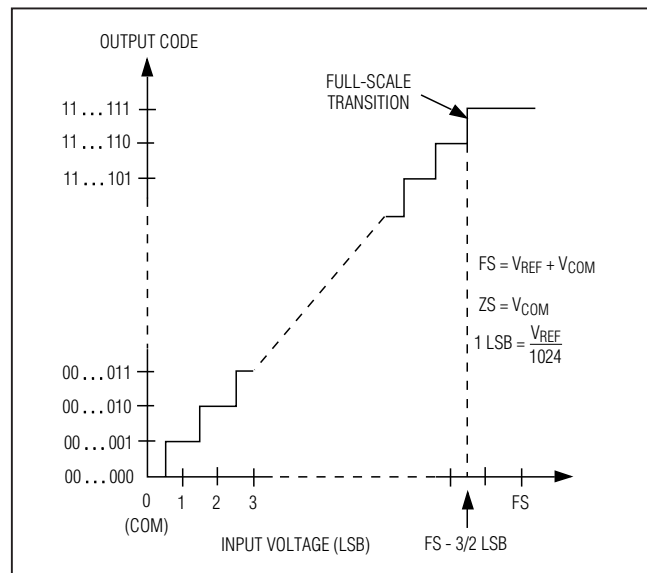 OUTPUT CODE
FULL-SCALE
TRANSITION
11...111
11...110
11...101
FS = VREF + VCOM
ZS = VCOM
1 LSB = VREF
1024
00...011
00...010
00...001
00...000
0 1 2 3 FS
(COM)
INPUT VOLTAGE (LSB) FS - 3/2 LSB